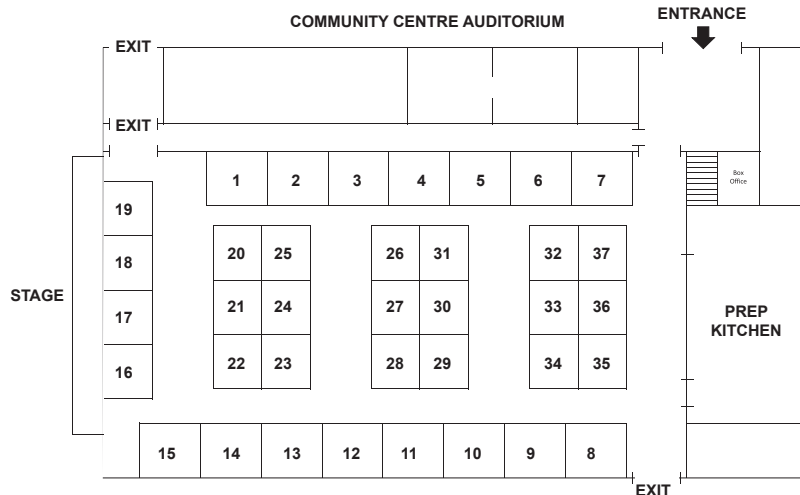 COMMUNITY CENTRE AUDITORIUM
ENTRANCE
EXIT
EXIT
1 2 3 4 5 6 7
Box
Office
19
18
17
16
STAGE
20 25 26 31 32 37
21 24 27 30 33 36
22 23 28 29 34 35
PREP
KITCHEN
15 14 13 12 11 10 9 8
EXIT